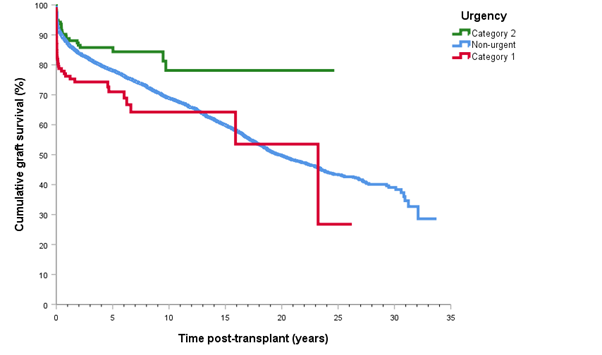 Urgency
Category 2
Non-urgent
Category 1
Cumulative graft survival (%)
100
90
80
70
60
50
40
30
20
10
0
0 5 10 15 20 25 30 35
Time post-transplant (years)